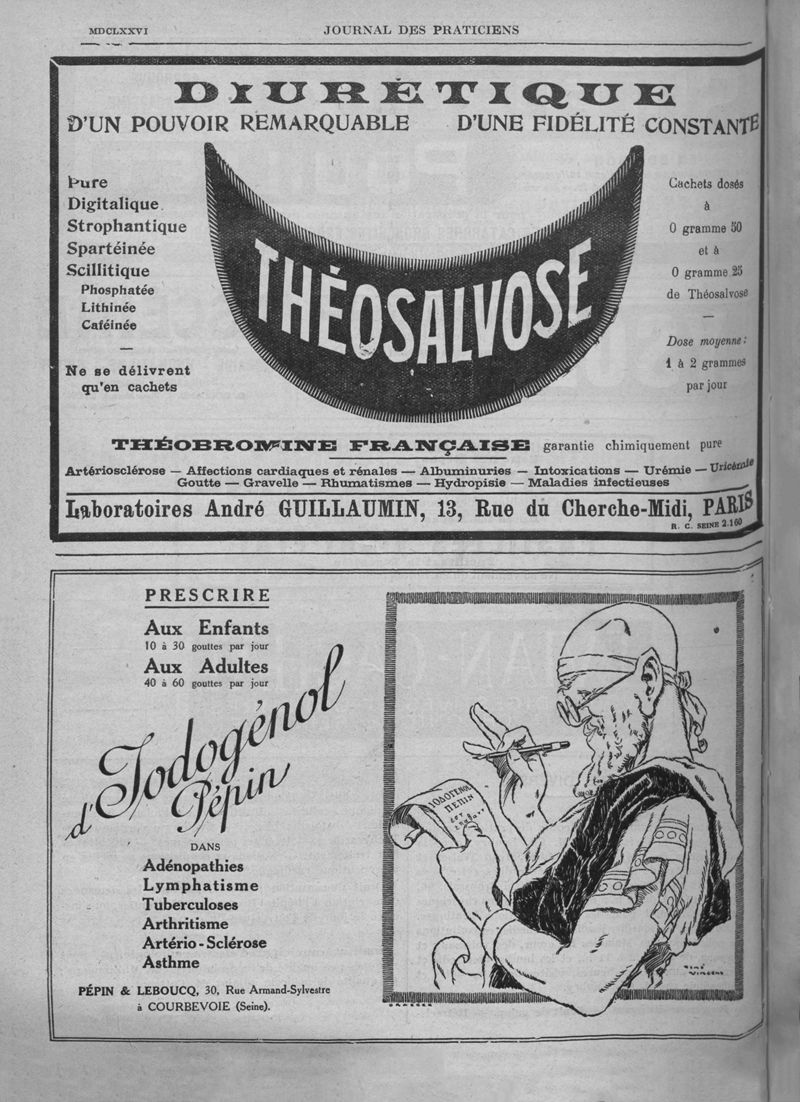 MDCLXXVI
JOURNAL DES PRATICIENS
DIURÉTIQUE
D'UN POUVOIR REMARQUABLE D'UNE FIDÉLITÉ CONSTANTE
Pure
Digitalique
Strophantique
Spartéinée
Scillitique
Phosphatée
Lithinée
Caféinée
—
Ne se délivrent
qu'en cachets
THÉOSALVOSE
Cachets dosés
à
0 gramme 50
et à
0 gramme 25
de Théosalvose
—
Dose moyenne:
1 à 2 grammes
par jour
THÉOBROMINE FRANÇAISE garantie chimiquement pure
Artériosclérose — Affections cardiaques et rénales — Albuminuries — Intoxications — Urémie — Uricémie
Goutte — Gravelle — Rhumatismes — Hydropisie — Maladies infectieuses
Laboratoires André GUILLAUMIN, 13, Rue du Cherche-Midi, PARIS
R. C. SEINE 2.160
PRESCRIRE
Aux Enfants
10 à 30 gouttes par jour
Aux Adultes
40 à 60 gouttes par jour
d'Iodogénol
Pépin
DANS
Adénopathies
Lymphatisme
Tuberculoses
Arthritisme
Artério-Sclérose
Asthme
PÉPIN & LEBOUCQ, 30, Rue Armand-Sylvestre
à COURBEVOIE (Seine).
ΠΕΠΙΝ
RENÉ
VINCENT